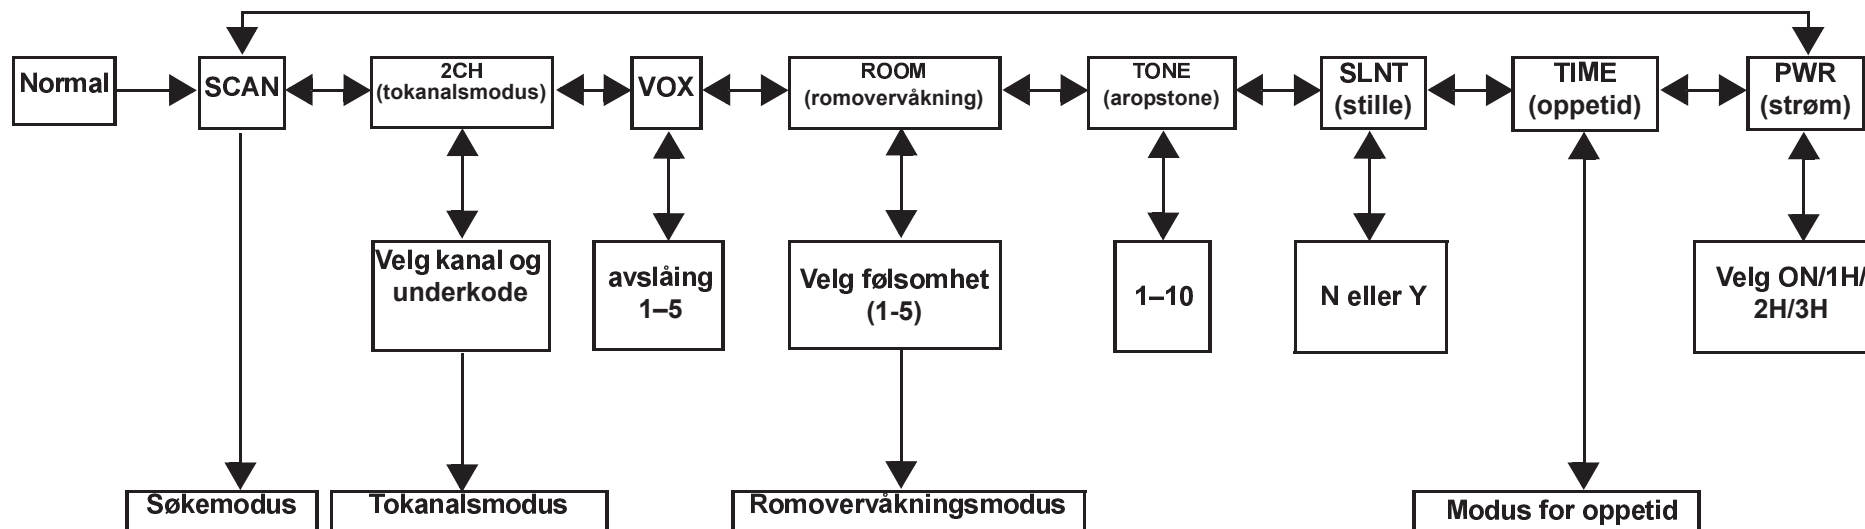 Normal
SCAN
2CH
(tokanalsmodus)
VOX
ROOM
(romovervåkning)
TONE
(aropstone)
SLNT
(stille)
TIME
(oppetid)
PWR
(strøm)
Velg kanal og
underkode
avslåing
1–5
Velg følsomhet
(1-5)
1–10
N eller Y
Velg ON/1H/
2H/3H
Søkemodus
Tokanalsmodus
Romovervåkningsmodus
Modus for oppetid